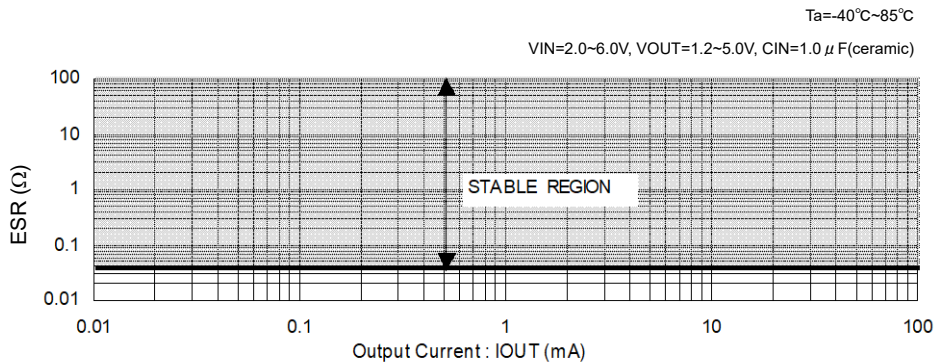 Ta=-40℃~85℃
VIN=2.0~6.0V, VOUT=1.2~5.0V, CIN=1.0μF(ceramic)
100
10
1
0.1
0.01
ESR (Ω)
STABLE REGION
0.01 0.1 1 10 100
Output Current : IOUT (mA)